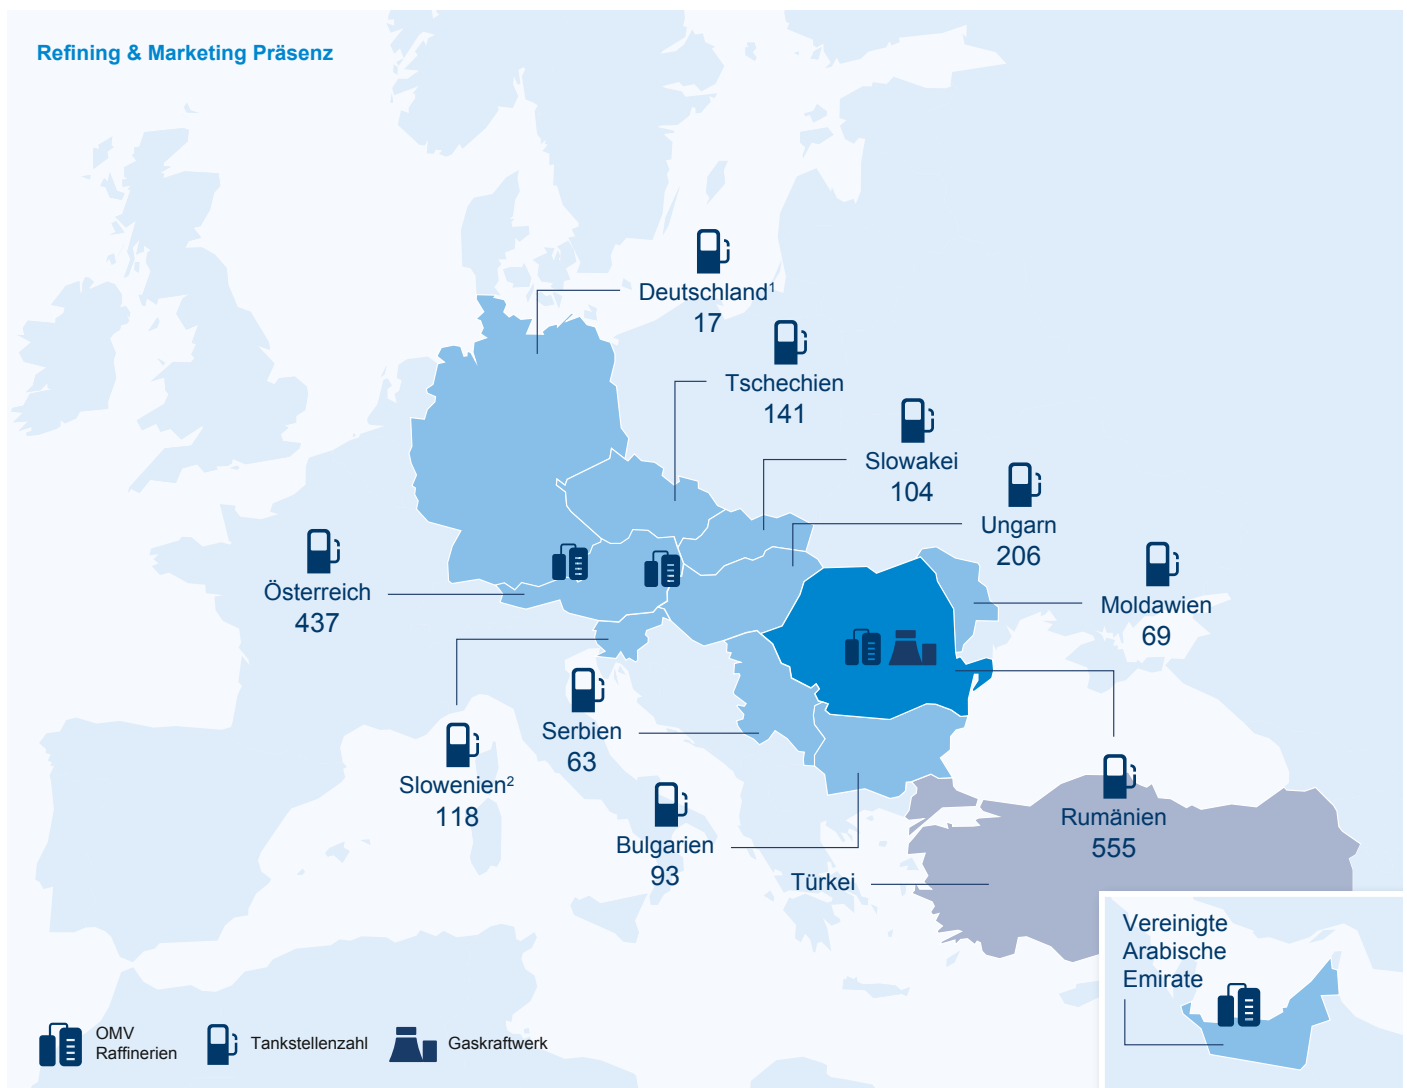 Refining & Marketing Präsenz
Deutschland¹
17
Tschechien
141
Slowakei
104
Ungarn
206
Österreich
437
Moldawien
69
Serbien
63
Slowenien²
118
Rumänien
555
Bulgarien
93
Türkei
Vereinigte
Arabische
Emirate
OMV
Raffinerien
Tankstellenzahl
Gaskraftwerk